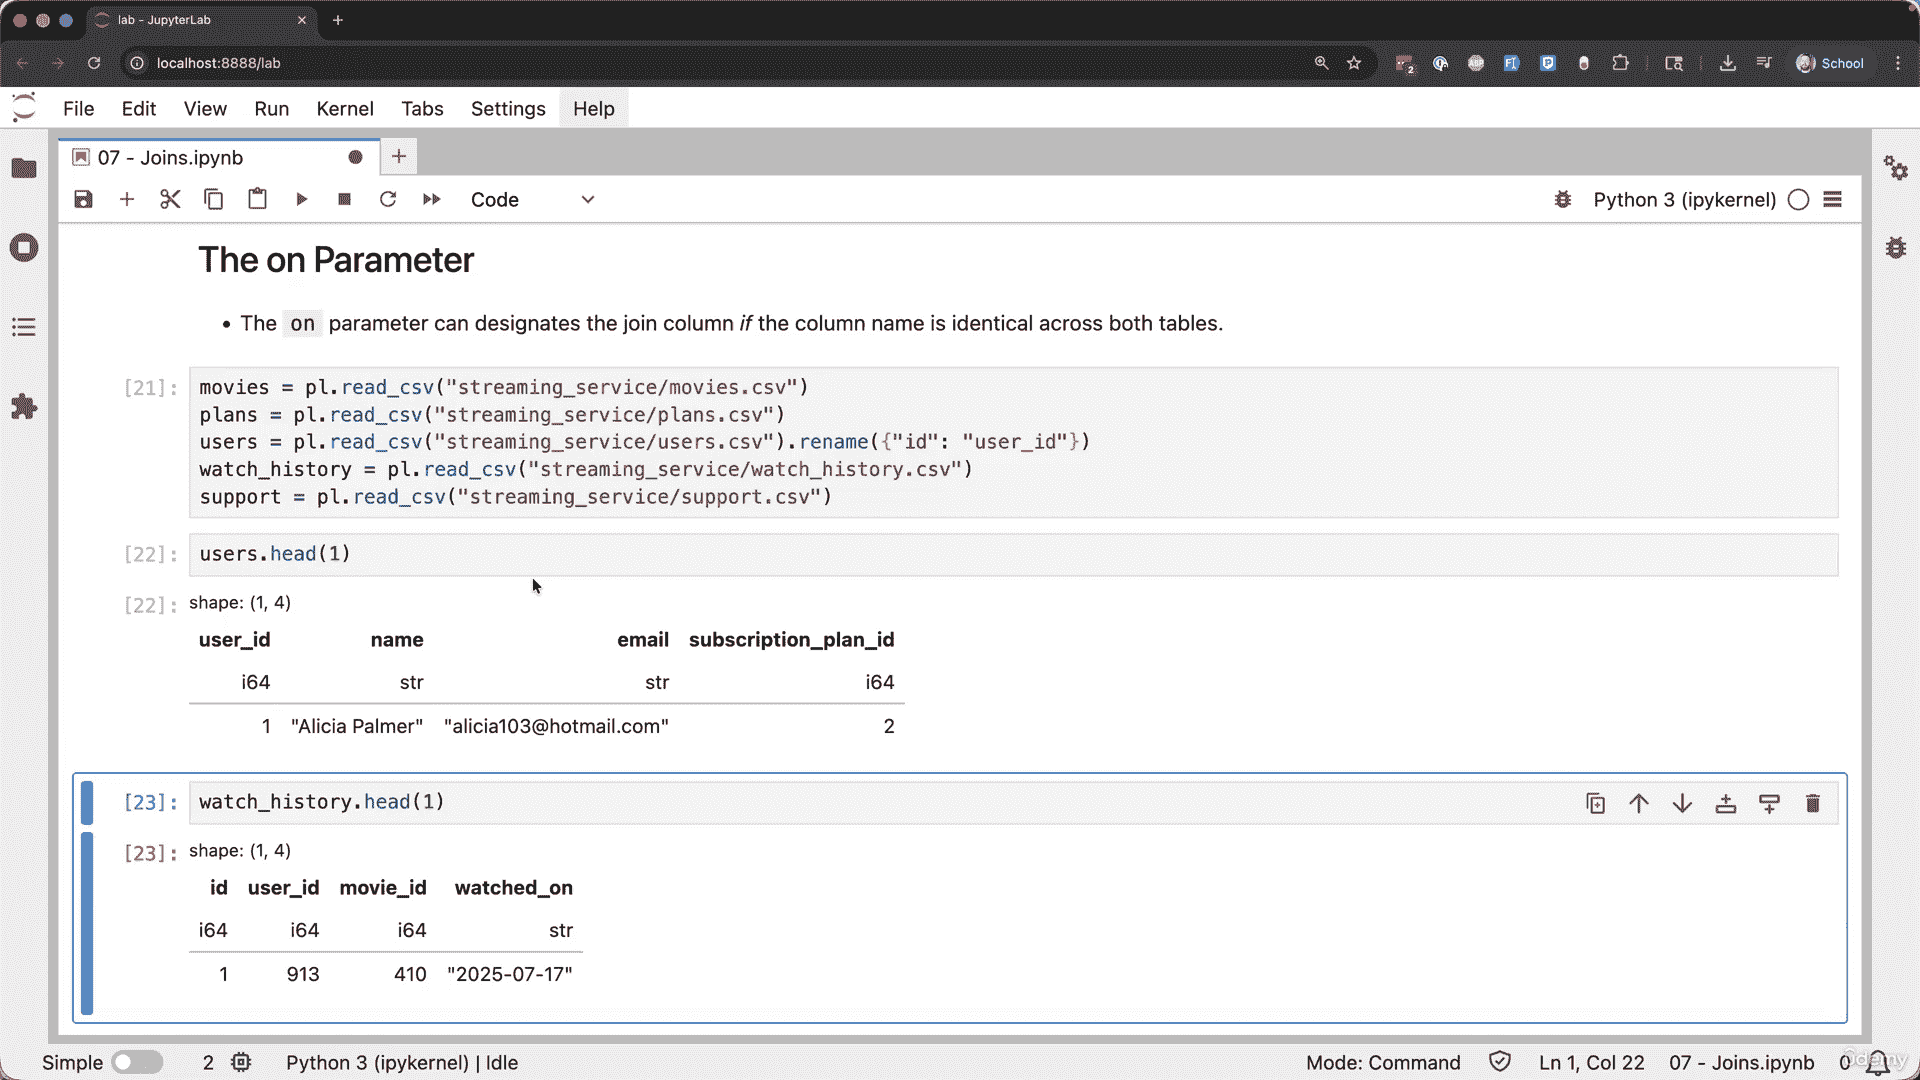 lab - JupyterLab
localhost:8888/lab
2
School
File Edit View Run Kernel Tabs Settings Help
07 - Joins.ipynb
Code
Python 3 (ipykernel)
The on Parameter
• The on parameter can designates the join column if the column name is identical across both tables.
[21]:
movies = pl.read_csv("streaming_service/movies.csv")
plans = pl.read_csv("streaming_service/plans.csv")
users = pl.read_csv("streaming_service/users.csv").rename({"id": "user_id"})
watch_history = pl.read_csv("streaming_service/watch_history.csv")
support = pl.read_csv("streaming_service/support.csv")
[22]: users.head(1)
[22]: shape: (1, 4)
user_id name email subscription_plan_id
i64 str str i64
1 "Alicia Palmer" "alicia103@hotmail.com" 2
[23]: watch_history.head(1)
[23]: shape: (1, 4)
id user_id movie_id watched_on
i64 i64 i64 str
1 913 410 "2025-07-17"
Simple 2 Python 3 (ipykernel) | Idle Mode: Command Ln 1, Col 22 07 - Joins.ipynb 0
udemy